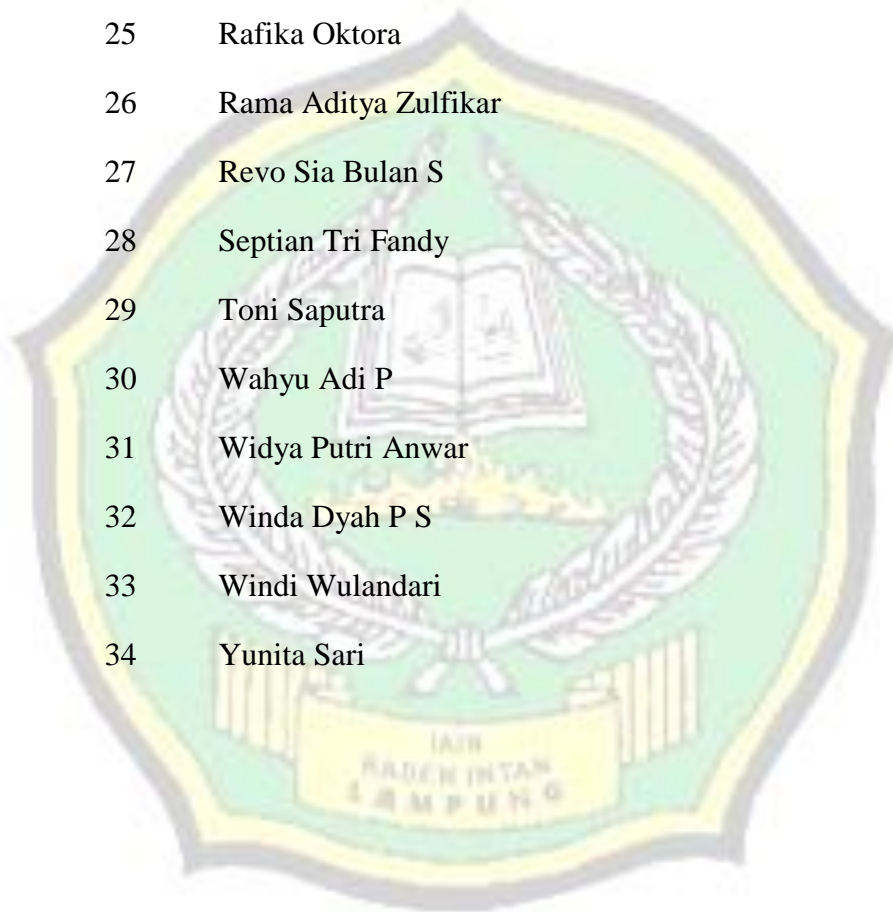 25 Rafika Oktora
26 Rama Aditya Zulfikar
27 Revo Sia Bulan S
28 Septian Tri Fandy
29 Toni Saputra
30 Wahyu Adi P
31 Widya Putri Anwar
32 Winda Dyah P S
33 Windi Wulandari
34 Yunita Sari
IAIN
RADEN INTAN
LAMPUNG